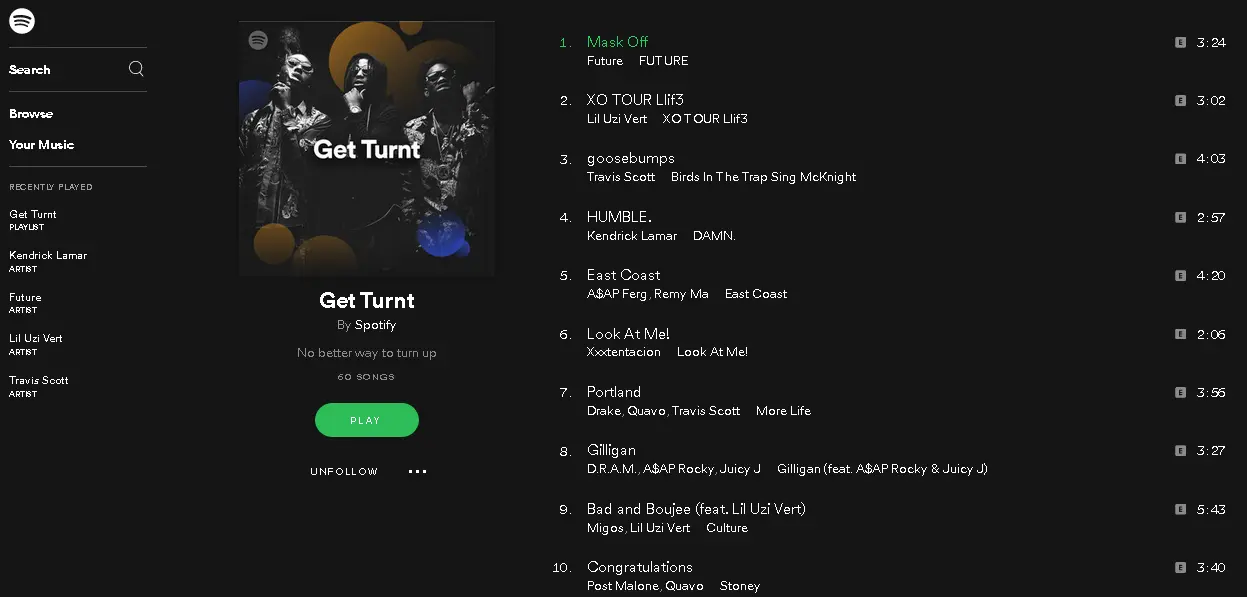 Search
Browse
Your Music
RECENTLY PLAYED
Get Turnt
PLAYLIST
Kendrick Lamar
ARTIST
Future
ARTIST
Lil Uzi Vert
ARTIST
Travis Scott
ARTIST
Get Turnt
Get Turnt
By Spotify
No better way to turn up
60 SONGS
PLAY
UNFOLLOW
1. Mask Off E 3:24
Future FUTURE
2. XO TOUR Llif3 E 3:02
Lil Uzi Vert XO TOUR Llif3
3. goosebumps E 4:03
Travis Scott Birds In The Trap Sing McKnight
4. HUMBLE. E 2:57
Kendrick Lamar DAMN.
5. East Coast E 4:20
A$AP Ferg, Remy Ma East Coast
6. Look At Me! E 2:06
Xxxtentacion Look At Me!
7. Portland E 3:56
Drake, Quavo, Travis Scott More Life
8. Gilligan E 3:27
D.R.A.M., A$AP Rocky, Juicy J Gilligan (feat. A$AP Rocky & Juicy J)
9. Bad and Boujee (feat. Lil Uzi Vert) E 5:43
Migos, Lil Uzi Vert Culture
10. Congratulations E 3:40
Post Malone, Quavo Stoney